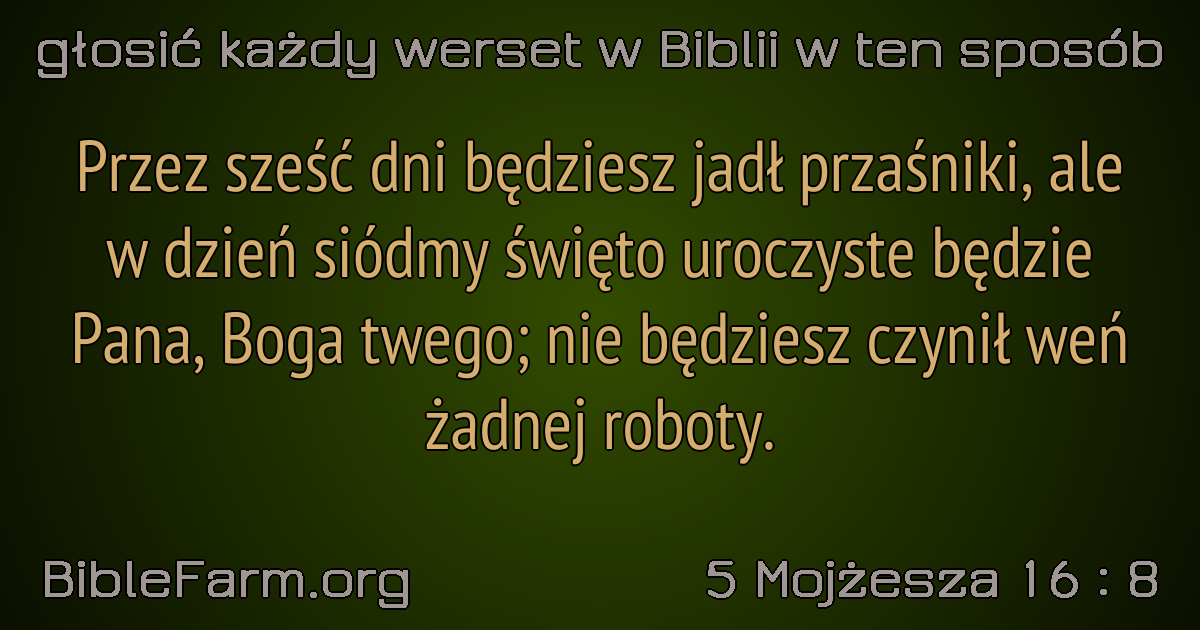 głosić każdy werset w Biblii w ten sposób
Przez sześć dni będziesz jadł przaśniki, ale
w dzień siódmy święto uroczyste będzie
Pana, Boga twego; nie będziesz czynił weń
żadnej roboty.
BibleFarm.org
5 Mojżesza 16 : 8